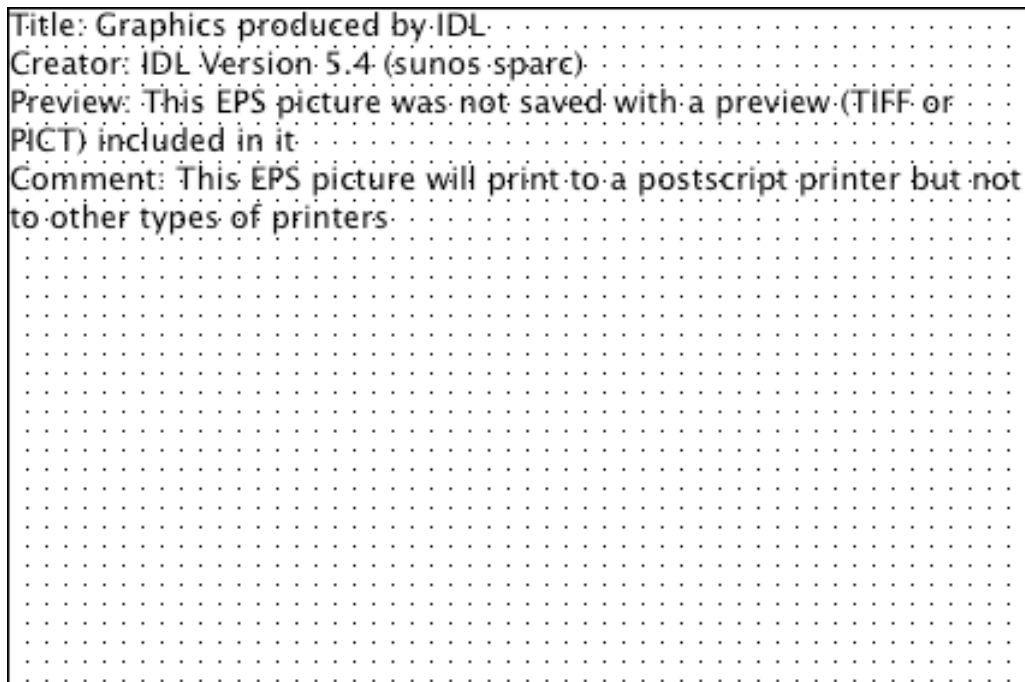 Title: Graphics produced by IDL
Creator: IDL Version 5.4 (sunos sparc)
Preview: This EPS picture was not saved with a preview (TIFF or
PICT) included in it
Comment: This EPS picture will print to a postscript printer but not
to other types of printers